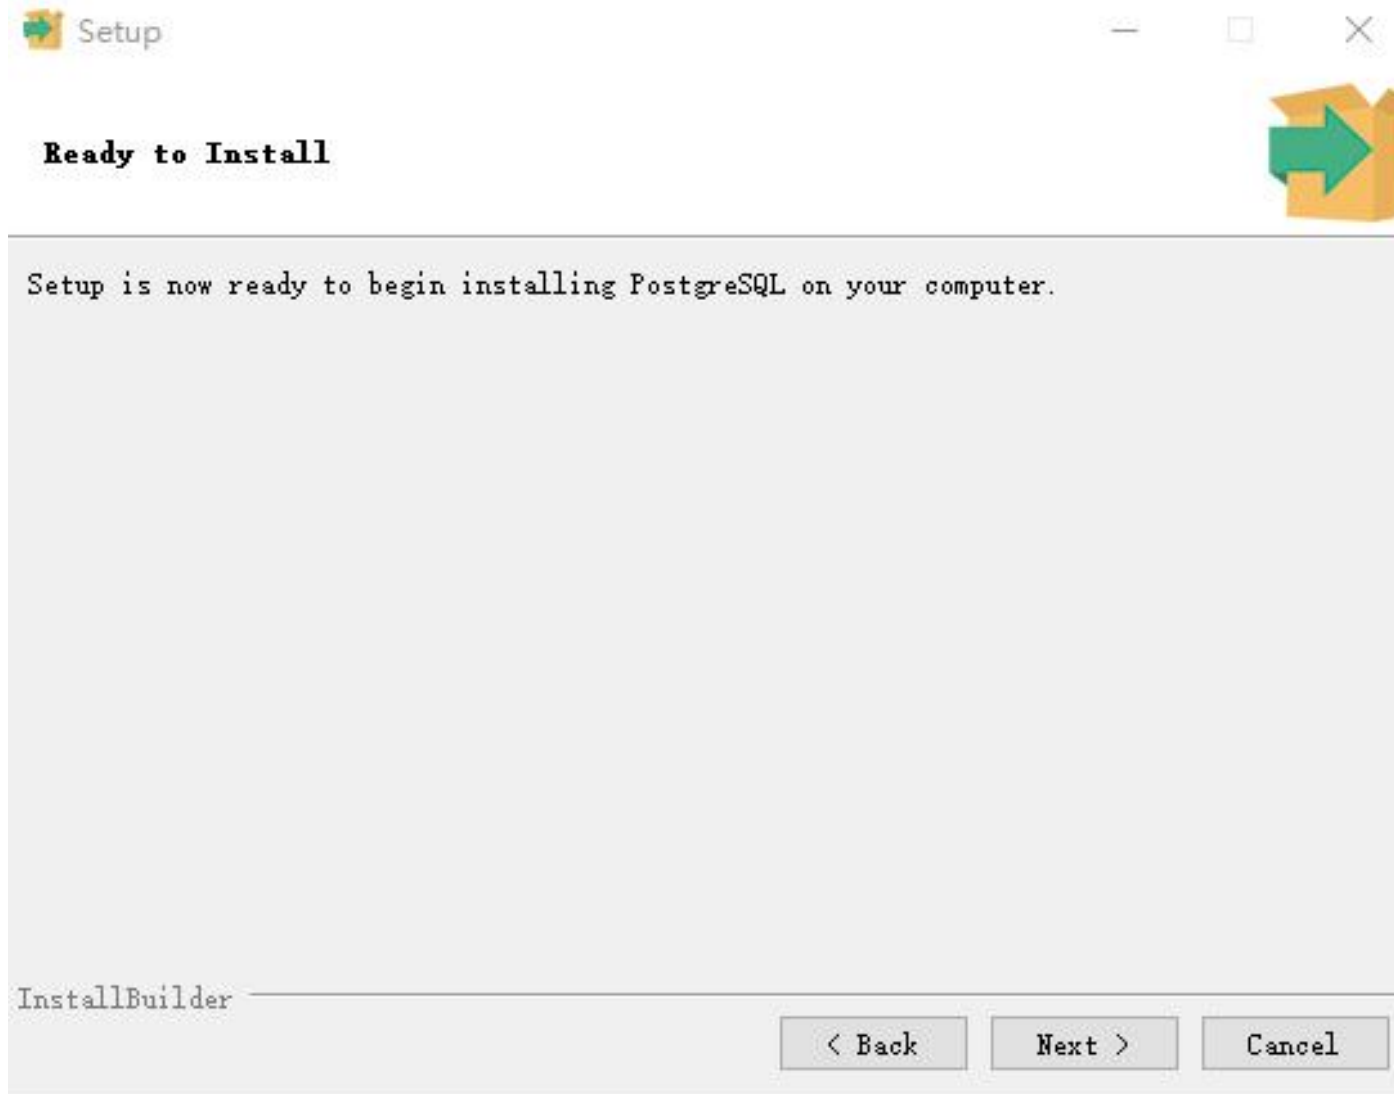 Setup
Ready to Install
Setup is now ready to begin installing PostgreSQL on your computer.
InstallBuilder
< Back
Next >
Cancel